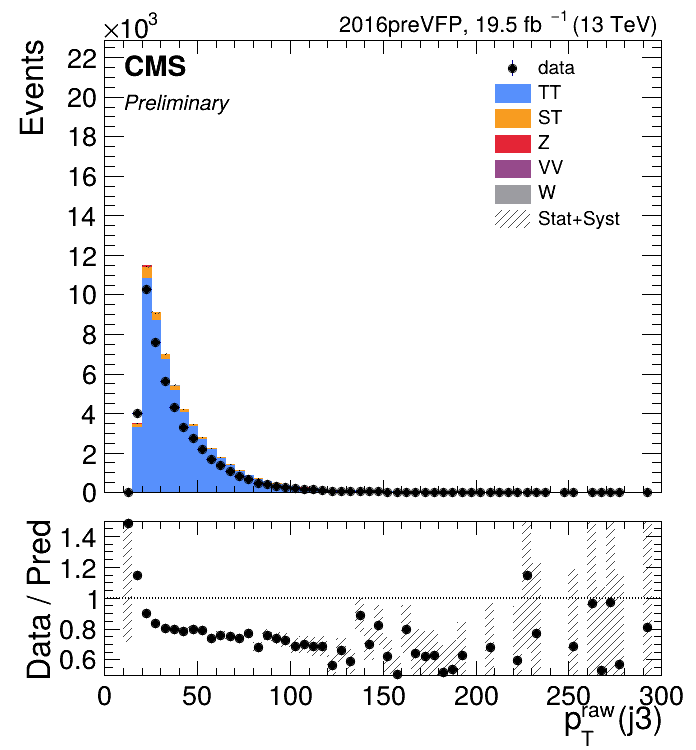 ×10³
2016preVFP, 19.5 fb ⁻¹ (13 TeV)
Events
CMS
Preliminary
data
TT
ST
Z
VV
W
Stat+Syst
22
20
18
16
14
12
10
8
6
4
2
0
Data / Pred
1.4
1.2
1
0.8
0.6
0 50 100 150 200 250 300
p_T^raw(j3)